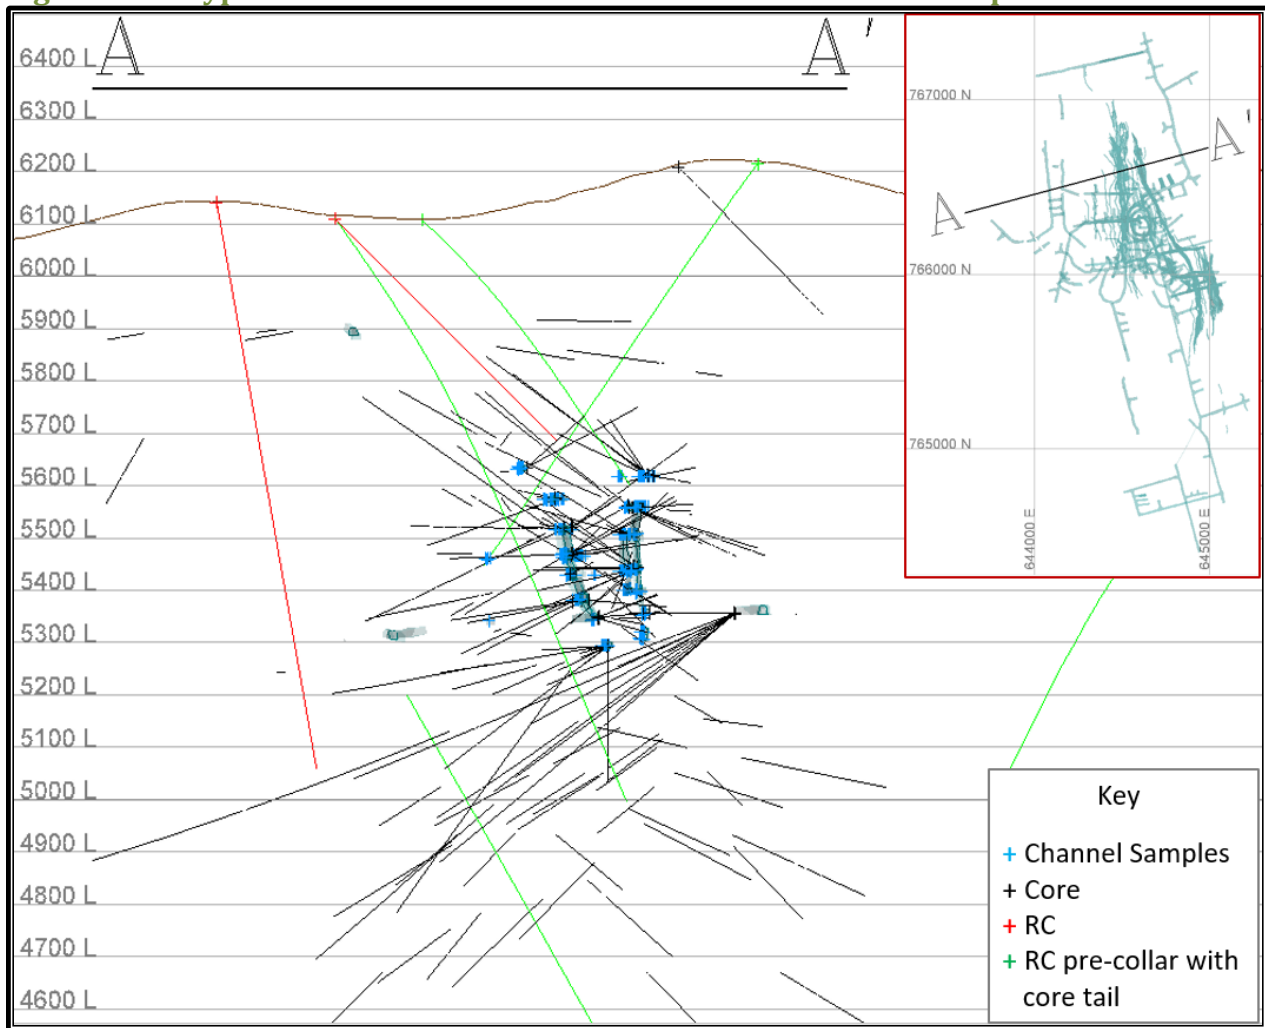 A A'
6400 L
6300 L
6200 L
6100 L
6000 L
5900 L
5800 L
5700 L
5600 L
5500 L
5400 L
5300 L
5200 L
5100 L
5000 L
4900 L
4800 L
4700 L
4600 L
767000 N
A'
A
766000 N
765000 N
644000 E
645000 E
Key
+ Channel Samples
+ Core
+ RC
+ RC pre-collar with
core tail